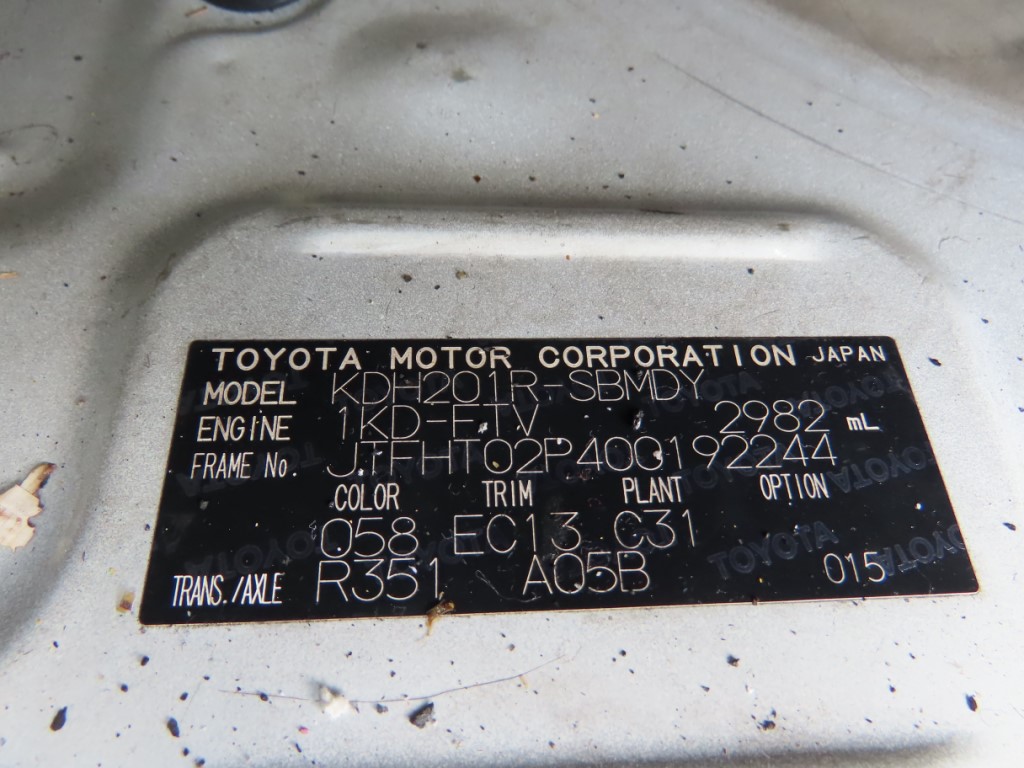 TOYOTA MOTOR CORPORATION JAPAN
MODEL KDH201R-SBMDY
ENGINE 1KD-FTV 2982 mL
FRAME No. JTFHT02P400192244
COLOR TRIM PLANT OPTION
058 EC13 C31
TRANS./AXLE R351 A05B 015